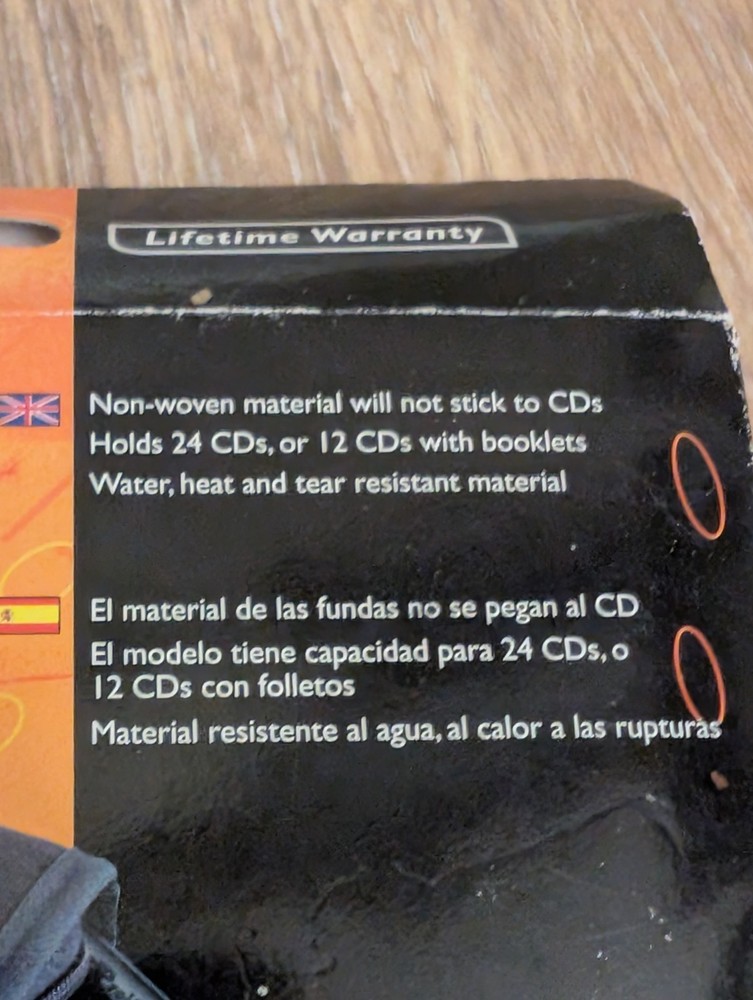 Lifetime Warranty
Non-woven material will not stick to CDs
Holds 24 CDs, or 12 CDs with booklets
Water, heat and tear resistant material
El material de las fundas no se pegan al CD
El modelo tiene capacidad para 24 CDs, o
12 CDs con folletos
Material resistente al agua, al calor a las rupturas